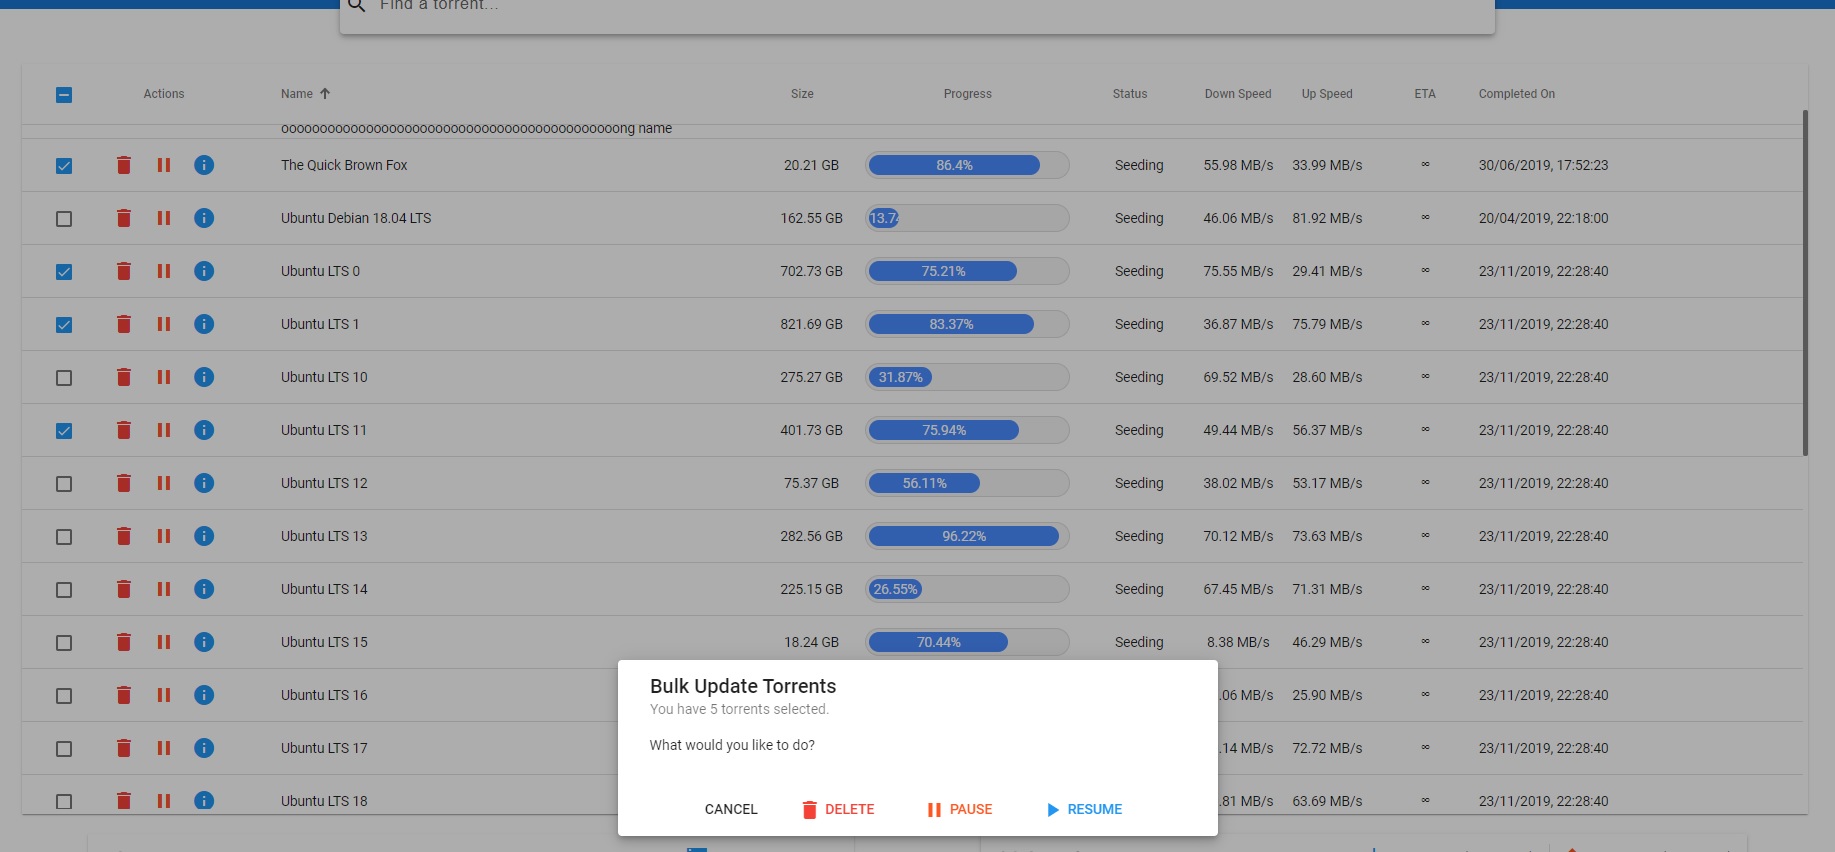 Find a torrent...
Actions Name Size Progress Status Down Speed Up Speed ETA Completed On
oooooooooooooooooooooooooooooooooooooooooooong name
The Quick Brown Fox 20.21 GB 86.4% Seeding 55.98 MB/s 33.99 MB/s ∞ 30/06/2019, 17:52:23
Ubuntu Debian 18.04 LTS 162.55 GB 13.7 Seeding 46.06 MB/s 81.92 MB/s ∞ 20/04/2019, 22:18:00
Ubuntu LTS 0 702.73 GB 75.21% Seeding 75.55 MB/s 29.41 MB/s ∞ 23/11/2019, 22:28:40
Ubuntu LTS 1 821.69 GB 83.37% Seeding 36.87 MB/s 75.79 MB/s ∞ 23/11/2019, 22:28:40
Ubuntu LTS 10 275.27 GB 31.87% Seeding 69.52 MB/s 28.60 MB/s ∞ 23/11/2019, 22:28:40
Ubuntu LTS 11 401.73 GB 75.94% Seeding 49.44 MB/s 56.37 MB/s ∞ 23/11/2019, 22:28:40
Ubuntu LTS 12 75.37 GB 56.11% Seeding 38.02 MB/s 53.17 MB/s ∞ 23/11/2019, 22:28:40
Ubuntu LTS 13 282.56 GB 96.22% Seeding 70.12 MB/s 73.63 MB/s ∞ 23/11/2019, 22:28:40
Ubuntu LTS 14 225.15 GB 26.55% Seeding 67.45 MB/s 71.31 MB/s ∞ 23/11/2019, 22:28:40
Ubuntu LTS 15 18.24 GB 70.44% Seeding 8.38 MB/s 46.29 MB/s ∞ 23/11/2019, 22:28:40
Ubuntu LTS 16 .06 MB/s 25.90 MB/s ∞ 23/11/2019, 22:28:40
Ubuntu LTS 17 .14 MB/s 72.72 MB/s ∞ 23/11/2019, 22:28:40
Ubuntu LTS 18 .81 MB/s 63.69 MB/s ∞ 23/11/2019, 22:28:40
Bulk Update Torrents
You have 5 torrents selected.
What would you like to do?
CANCEL DELETE PAUSE RESUME